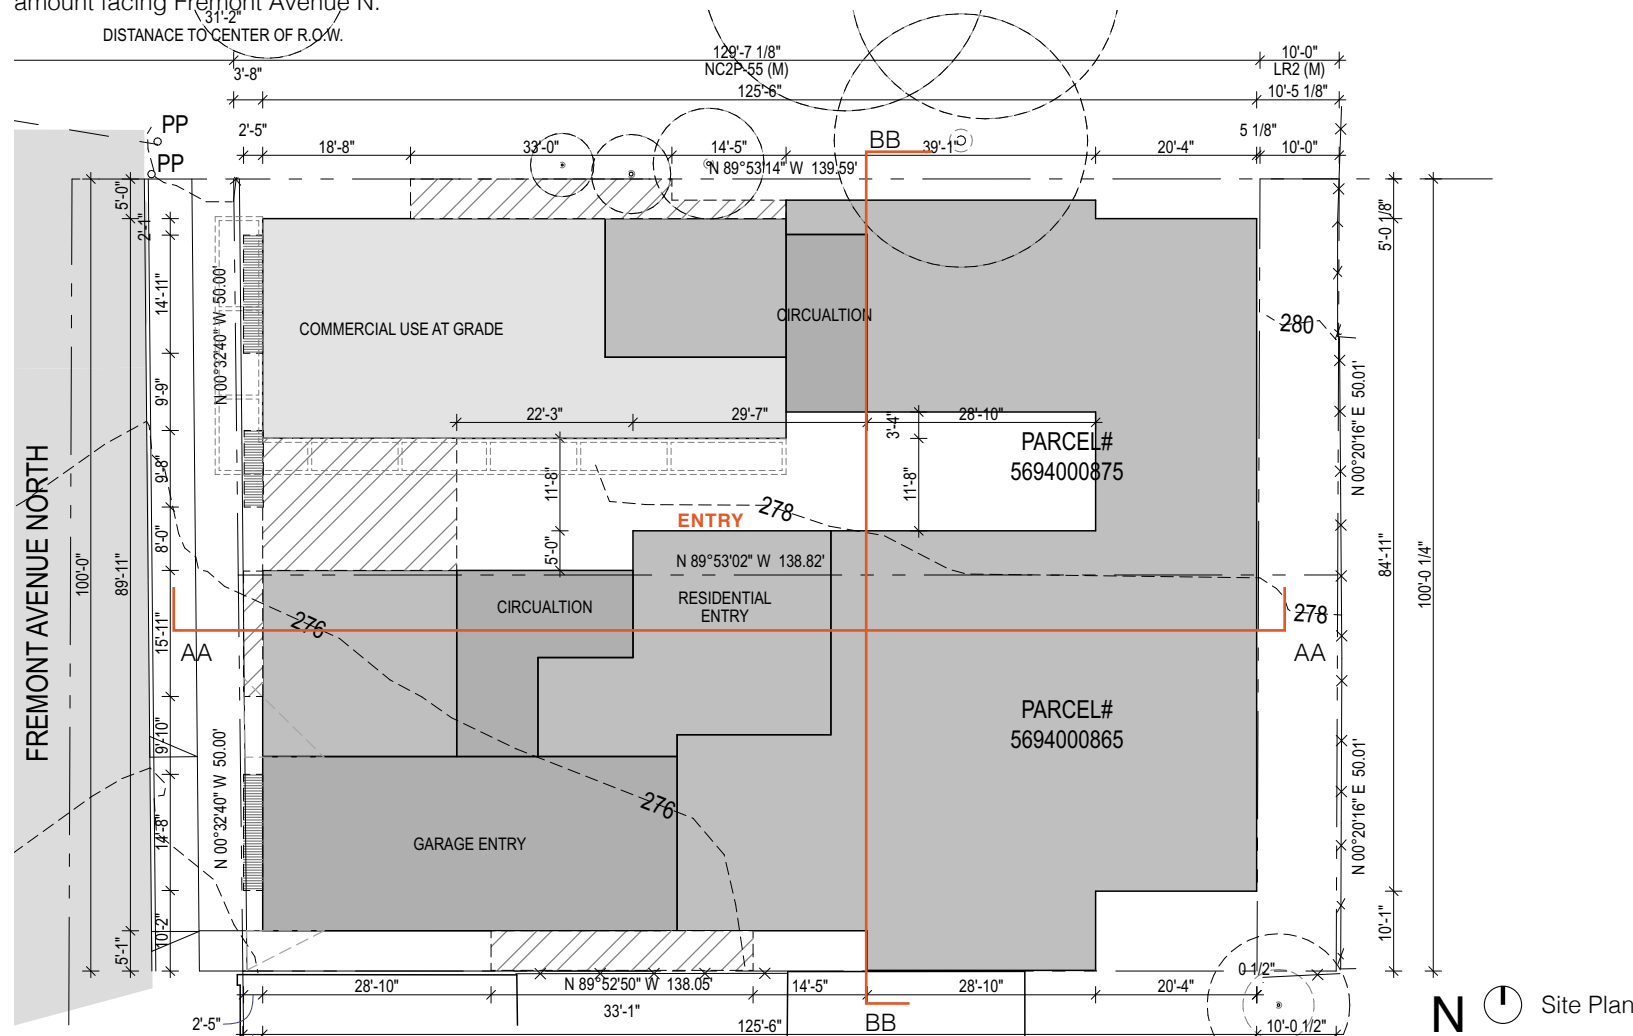 amount facing Fremont Avenue N.
31'-2"
DISTANACE TO CENTER OF R.O.W.
129'-7 1/8"
NC2P-55 (M)
10'-0"
LR2 (M)
3'-8"
125'-6"
10'-5 1/8"
PP
PP
2'-5"
18'-8"
33'-0"
14'-5"
BB
39'-1"
20'-4"
5 1/8"
10'-0"
N 89°53'14" W 139.59'
5'-0"
2'-1"
5'-0 1/8"
14'-11"
N 00°32'40" W 50.00'
COMMERCIAL USE AT GRADE
CIRCUALTION
280
9'-9"
22'-3"
29'-7"
3'-4"
28'-10"
PARCEL#
5694000875
N 00°20'16" E 50.01'
9'-8"
11'-8"
11'-8"
278
ENTRY
FREMONT AVENUE NORTH
100'-0"
89'-11"
8'-0"
5'-0"
N 89°53'02" W 138.82'
84'-11"
100'-0 1/4"
CIRCUALTION
RESIDENTIAL
ENTRY
276
278
15'-11"
AA
AA
PARCEL#
5694000865
9'-10"
N 00°32'40" W 50.00'
276
N 00°20'16" E 50.01'
14'-8"
GARAGE ENTRY
10'-2"
5'-1"
10'-1"
28'-10"
N 89°52'50" W 138.05'
33'-1"
14'-5"
28'-10"
20'-4"
0 1/2"
2'-5"
125'-6"
BB
10'-0 1/2"
N
Site Plan